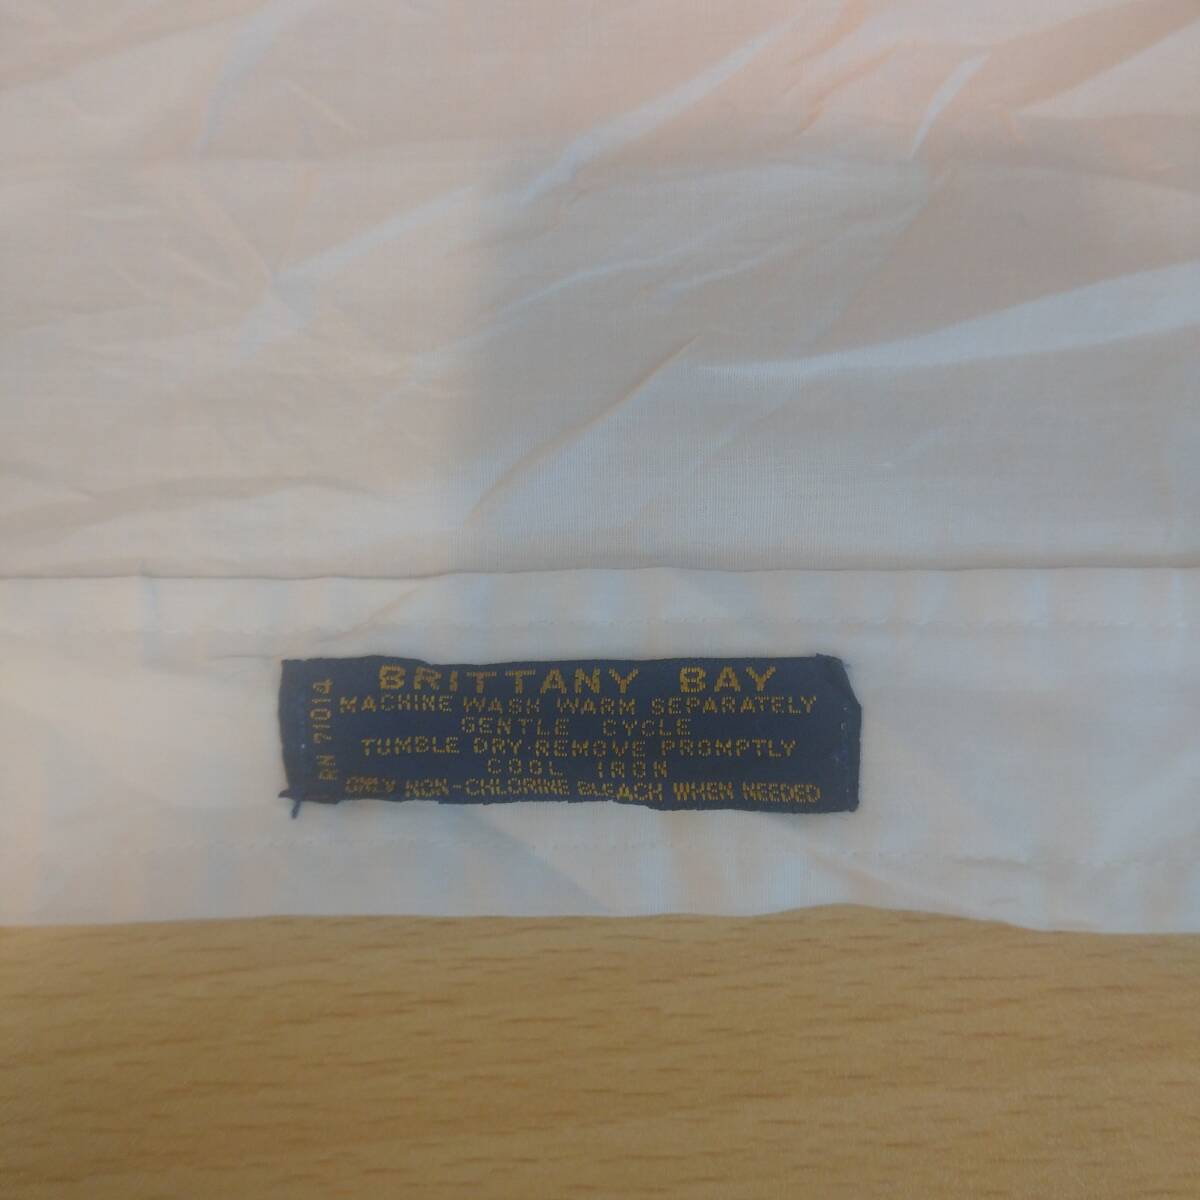 BRITTANY BAY
MACHINE WASH WARM SEPARATELY
GENTLE CYCLE
TUMBLE DRY·REMOVE PROMPTLY
COOL IRON
ONLY NON-CHLORINE BLEACH WHEN NEEDED
RN 71014